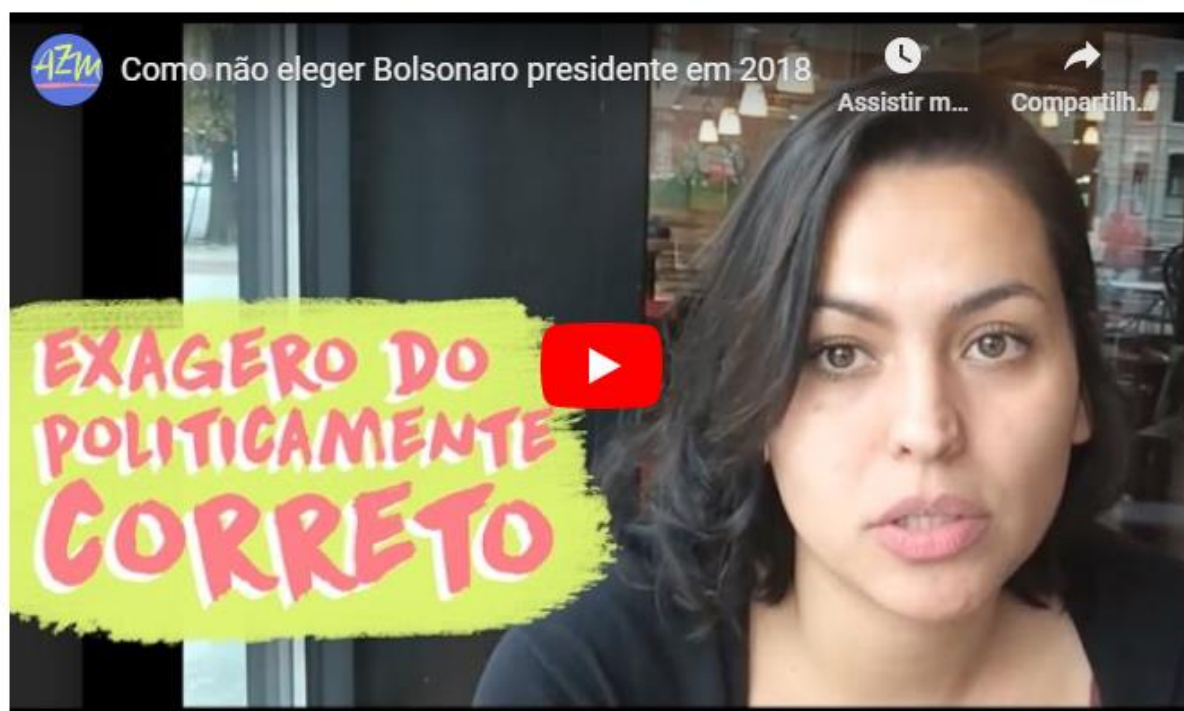 AZM
Como não eleger Bolsonaro presidente em 2018
Assistir m...
Compartilh...
EXAGERO DO
POLITICAMENTE
CORRETO